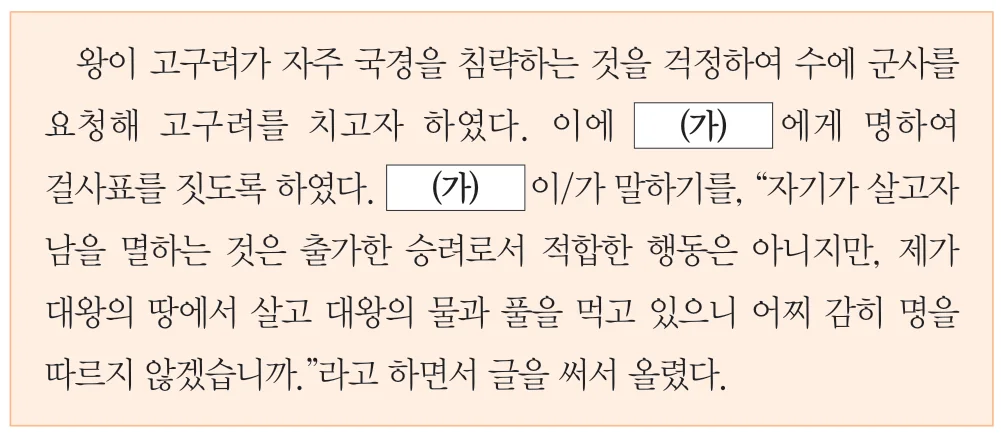 왕이 고구려가 자주 국경을 침략하는 것을 걱정하여 수에 군사를
요청해 고구려를 치고자 하였다. 이에 (가) 에게 명하여
걸사표를 짓도록 하였다. (가) 이/가 말하기를, “자기가 살고자
남을 멸하는 것은 출가한 승려로서 적합한 행동은 아니지만, 제가
대왕의 땅에서 살고 대왕의 물과 풀을 먹고 있으니 어찌 감히 명을
따르지 않겠습니까.”라고 하면서 글을 써서 올렸다.